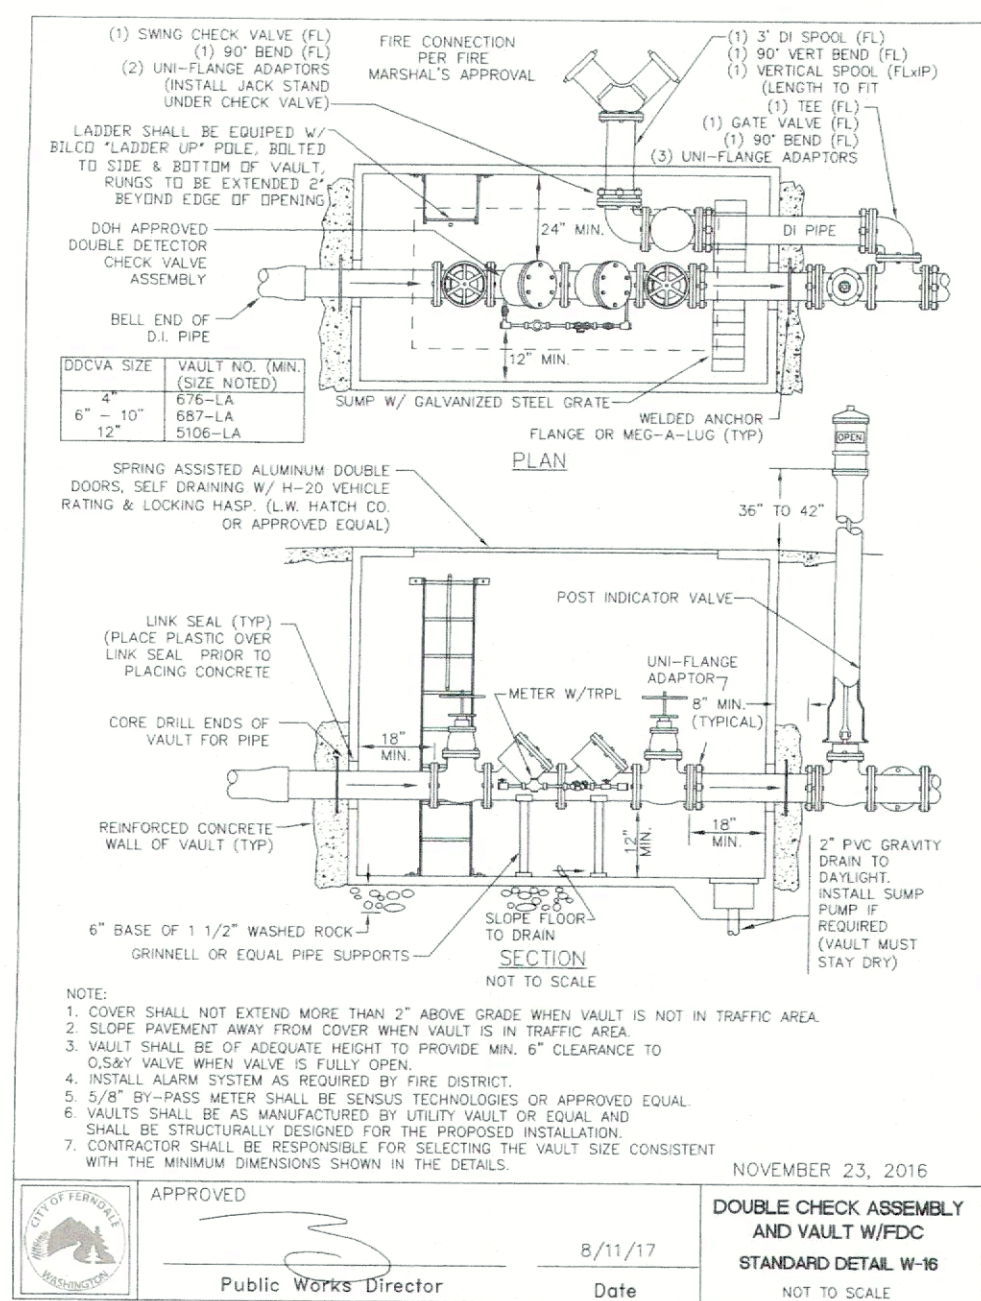 (1) SWING CHECK VALVE (FL)
(1) 90° BEND (FL)
(2) UNI-FLANGE ADAPTORS
(INSTALL JACK STAND
UNDER CHECK VALVE)
FIRE CONNECTION
PER FIRE
MARSHAL'S APPROVAL
(1) 3' DI SPOOL (FL)
(1) 90° VERT BEND (FL)
(1) VERTICAL SPOOL (FLxIP)
(LENGTH TO FIT
(1) TEE (FL)
(1) GATE VALVE (FL)
(1) 90° BEND (FL)
(3) UNI-FLANGE ADAPTORS
LADDER SHALL BE EQUIPED W/
BILCO "LADDER UP" POLE, BOLTED
TO SIDE & BOTTOM OF VAULT,
RUNGS TO BE EXTENDED 2"
BEYOND EDGE OF OPENING
DOH APPROVED
DOUBLE DETECTOR
CHECK VALVE
ASSEMBLY
24" MIN.
DI PIPE
BELL END OF
D.I. PIPE
12" MIN.
DDCVA SIZE VAULT NO. (MIN.
(SIZE NOTED)
4" 676-LA
6" - 10" 687-LA
12" 5106-LA
SUMP W/ GALVANIZED STEEL GRATE
WELDED ANCHOR
FLANGE OR MEG-A-LUG (TYP)
PLAN
OPEN
SPRING ASSISTED ALUMINUM DOUBLE
DOORS, SELF DRAINING W/ H-20 VEHICLE
RATING & LOCKING HASP. (L.W. HATCH CO.
OR APPROVED EQUAL)
36" TO 42"
POST INDICATOR VALVE
LINK SEAL (TYP)
(PLACE PLASTIC OVER
LINK SEAL PRIOR TO
PLACING CONCRETE
UNI-FLANGE
ADAPTOR
METER W/TRPL
8" MIN.
(TYPICAL)
CORE DRILL ENDS OF
VAULT FOR PIPE
18"
MIN.
REINFORCED CONCRETE
WALL OF VAULT (TYP)
12"
MIN.
18"
MIN.
2" PVC GRAVITY
DRAIN TO
DAYLIGHT.
INSTALL SUMP
PUMP IF
REQUIRED
(VAULT MUST
STAY DRY)
6" BASE OF 1 1/2" WASHED ROCK
SLOPE FLOOR
TO DRAIN
GRINNELL OR EQUAL PIPE SUPPORTS
SECTION
NOT TO SCALE
NOTE:
1. COVER SHALL NOT EXTEND MORE THAN 2" ABOVE GRADE WHEN VAULT IS NOT IN TRAFFIC AREA.
2. SLOPE PAVEMENT AWAY FROM COVER WHEN VAULT IS IN TRAFFIC AREA.
3. VAULT SHALL BE OF ADEQUATE HEIGHT TO PROVIDE MIN. 6" CLEARANCE TO
O,S&Y VALVE WHEN VALVE IS FULLY OPEN.
4. INSTALL ALARM SYSTEM AS REQUIRED BY FIRE DISTRICT.
5. 5/8" BY-PASS METER SHALL BE SENSUS TECHNOLOGIES OR APPROVED EQUAL.
6. VAULTS SHALL BE AS MANUFACTURED BY UTILITY VAULT OR EQUAL AND
SHALL BE STRUCTURALLY DESIGNED FOR THE PROPOSED INSTALLATION.
7. CONTRACTOR SHALL BE RESPONSIBLE FOR SELECTING THE VAULT SIZE CONSISTENT
WITH THE MINIMUM DIMENSIONS SHOWN IN THE DETAILS.
NOVEMBER 23, 2016
CITY OF FERNDALE
WASHINGTON
APPROVED
8/11/17
Public Works Director
Date
DOUBLE CHECK ASSEMBLY
AND VAULT W/FDC
STANDARD DETAIL W-16
NOT TO SCALE